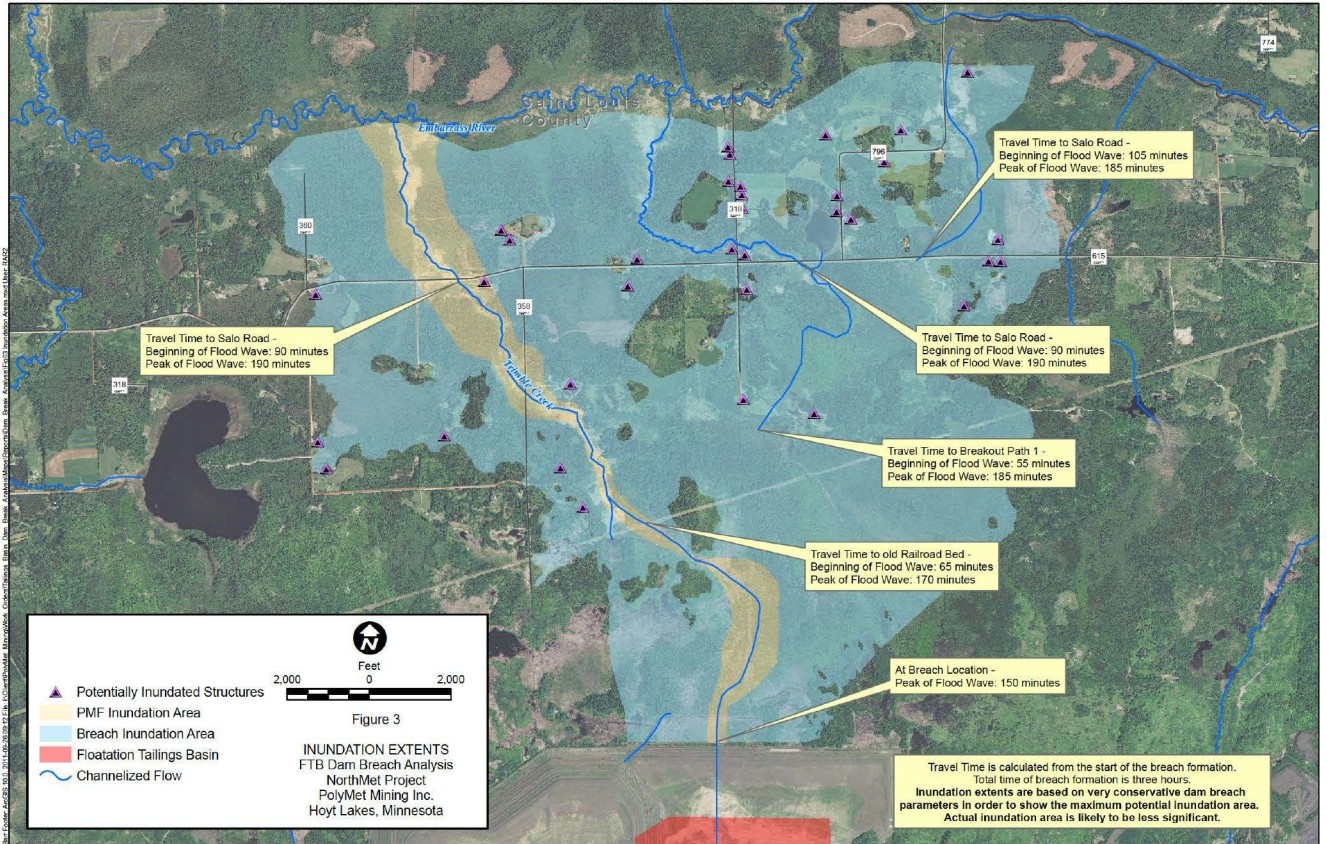 774
COUNTY
Saint Louis
County
Embarrass River
Travel Time to Salo Road -
Beginning of Flood Wave: 105 minutes
Peak of Flood Wave: 185 minutes
796
318
360
615
358
Travel Time to Salo Road -
Beginning of Flood Wave: 90 minutes
Peak of Flood Wave: 190 minutes
Travel Time to Salo Road -
Beginning of Flood Wave: 90 minutes
Peak of Flood Wave: 190 minutes
Trimble Creek
318
Travel Time to Breakout Path 1 -
Beginning of Flood Wave: 55 minutes
Peak of Flood Wave: 185 minutes
Travel Time to old Railroad Bed -
Beginning of Flood Wave: 65 minutes
Peak of Flood Wave: 170 minutes
At Breach Location -
Peak of Flood Wave: 150 minutes
N
Feet
2,000 0 2,000
Potentially Inundated Structures
PMF Inundation Area
Breach Inundation Area
Floatation Tailings Basin
Channelized Flow
Figure 3
INUNDATION EXTENTS
FTB Dam Breach Analysis
NorthMet Project
PolyMet Mining Inc.
Hoyt Lakes, Minnesota
Travel Time is calculated from the start of the breach formation.
Total time of breach formation is three hours.
Inundation extents are based on very conservative dam breach
parameters in order to show the maximum potential inundation area.
Actual inundation area is likely to be less significant.